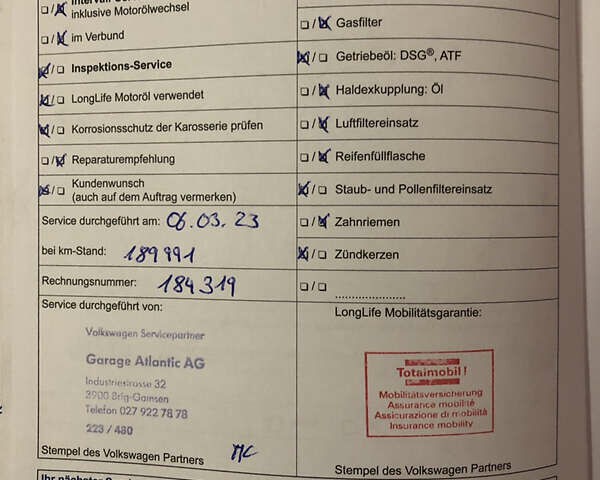 inklusive Motorölwechsel
im Verbund
Inspektions-Service
LongLife Motoröl verwendet
Korrosionsschutz der Karosserie prüfen
Reparaturempfehlung
Kundenwunsch
(auch auf dem Auftrag vermerken)
Service durchgeführt am: 06.03.23
bei km-Stand: 189991
Rechnungsnummer: 184319
Service durchgeführt von:
Volkswagen Servicepartner
Garage Atlantic AG
Industriestrasse 32
3900 Brig-Gamsen
Telefon 027 922 78 78
223 / 480
Stempel des Volkswagen Partners
Gasfilter
Getriebeöl: DSG®, ATF
Haldexkupplung: Öl
Luftfiltereinsatz
Reifenfüllflasche
Staub- und Pollenfiltereinsatz
Zahnriemen
Zündkerzen
LongLife Mobilitätsgarantie:
Totalmobil!
Mobilitätsversicherung
Assurance mobilité
Assicurazione di mobilità
Insurance mobility
Stempel des Volkswagen Partners